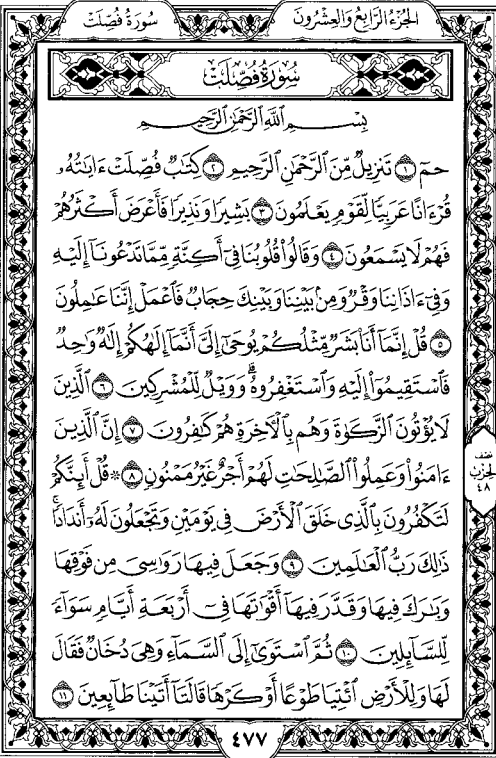 سُورَةُ فُصِّلَتْ
الجُزْءُ الرَّابِعُ وَالْعِشْرُونَ
سُورَةُ فُصِّلَتْ
بِسْمِ ٱللَّهِ ٱلرَّحْمَٰنِ ٱلرَّحِيمِ
حمٓ ١ تَنزِيلٌ مِّنَ ٱلرَّحْمَٰنِ ٱلرَّحِيمِ ٢ كِتَٰبٌ فُصِّلَتْ ءَايَٰتُهُۥ
قُرْءَانًا عَرَبِيًّا لِّقَوْمٍ يَعْلَمُونَ ٣ بَشِيرًا وَنَذِيرًا فَأَعْرَضَ أَكْثَرُهُمْ
فَهُمْ لَا يَسْمَعُونَ ٤ وَقَالُوا۟ قُلُوبُنَا فِىٓ أَكِنَّةٍ مِّمَّا تَدْعُونَآ إِلَيْهِ
وَفِىٓ ءَاذَانِنَا وَقْرٌ وَمِنۢ بَيْنِنَا وَبَيْنِكَ حِجَابٌ فَٱعْمَلْ إِنَّنَا عَٰمِلُونَ
٥ قُلْ إِنَّمَآ أَنَا۠ بَشَرٌ مِّثْلُكُمْ يُوحَىٰٓ إِلَىَّ أَنَّمَآ إِلَٰهُكُمْ إِلَٰهٌ وَٰحِدٌ
فَٱسْتَقِيمُوٓا۟ إِلَيْهِ وَٱسْتَغْفِرُوهُ ۗ وَوَيْلٌ لِّلْمُشْرِكِينَ ٦ ٱلَّذِينَ
لَا يُؤْتُونَ ٱلزَّكَوٰةَ وَهُم بِٱلْءَاخِرَةِ هُمْ كَٰفِرُونَ ٧ إِنَّ ٱلَّذِينَ
ءَامَنُوا۟ وَعَمِلُوا۟ ٱلصَّٰلِحَٰتِ لَهُمْ أَجْرٌ غَيْرُ مَمْنُونٍ ٨ ۞ قُلْ أَئِنَّكُمْ
لَتَكْفُرُونَ بِٱلَّذِى خَلَقَ ٱلْأَرْضَ فِى يَوْمَيْنِ وَتَجْعَلُونَ لَهُۥٓ أَندَادًا ۚ
ذَٰلِكَ رَبُّ ٱلْعَٰلَمِينَ ٩ وَجَعَلَ فِيهَا رَوَٰسِىَ مِن فَوْقِهَا
وَبَٰرَكَ فِيهَا وَقَدَّرَ فِيهَآ أَقْوَٰتَهَا فِىٓ أَرْبَعَةِ أَيَّامٍ سَوَآءً
لِّلسَّآئِلِينَ ١٠ ثُمَّ ٱسْتَوَىٰٓ إِلَى ٱلسَّمَآءِ وَهِىَ دُخَانٌ فَقَالَ
لَهَا وَلِلْأَرْضِ ٱئْتِيَا طَوْعًا أَوْ كَرْهًا قَالَتَآ أَتَيْنَا طَآئِعِينَ ١١
نصف
الحزب
٤٨
٤٧٧